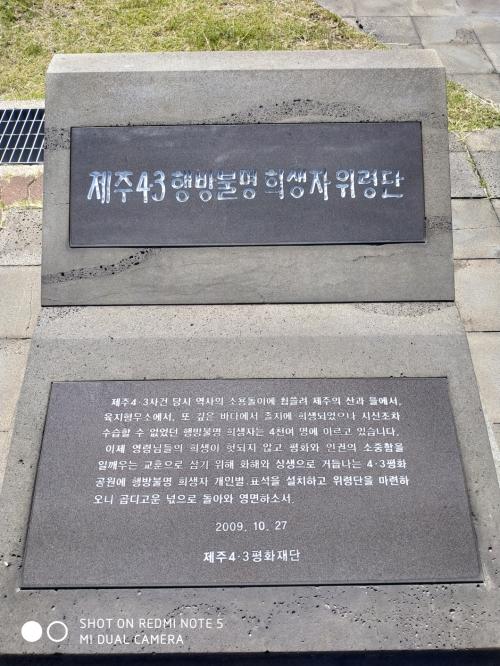 제주4·3 행방불명 희생자 위령단
제주4·3사건 당시 역사의 소용돌이에 휩쓸려 제주의 산과 들에서,
육지형무소에서, 또 깊은 바다에서 졸지에 희생되었으나 시신조차
수습할 수 없었던 행방불명 희생자는 4천여 명에 이르고 있습니다.
이제 영령님들의 희생이 헛되지 않고 평화와 인권의 소중함을
일깨우는 교훈으로 삼기 위해 화해와 상생으로 거듭나는 4·3평화
공원에 행방불명 희생자 개인별 표석을 설치하고 위령단을 마련하
오니 곱디고운 넋으로 돌아와 영면하소서.
2009. 10. 27
제주4·3평화재단
SHOT ON REDMI NOTE 5
MI DUAL CAMERA